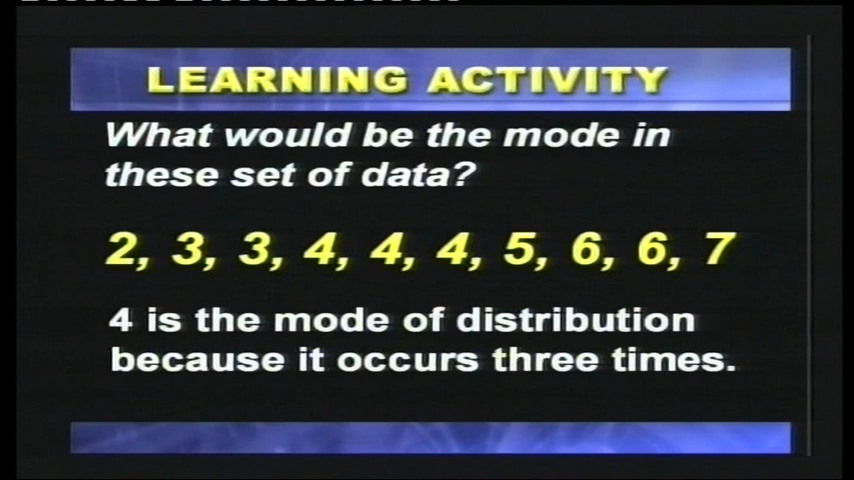 LEARNING ACTIVITY
What would be the mode in
these set of data?
2, 3, 3, 4, 4, 4, 5, 6, 6, 7
4 is the mode of distribution
because it occurs three times.